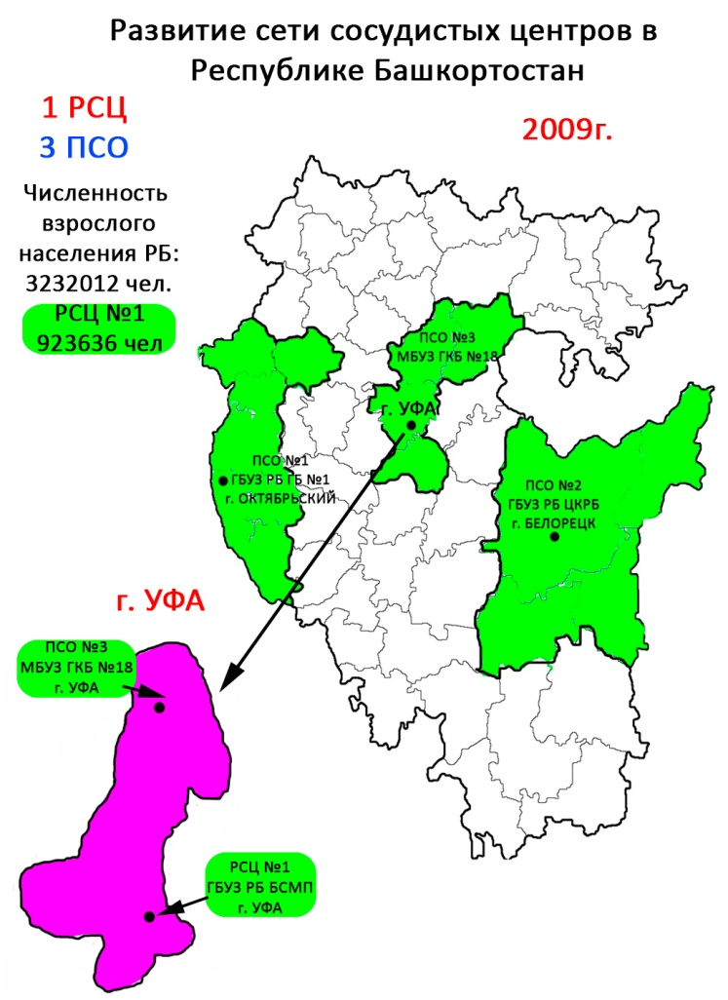 Развитие сети сосудистых центров в
Республике Башкортостан
1 РСЦ
3 ПСО
2009г.
Численность
взрослого
населения РБ:
3232012 чел.
РСЦ №1
923636 чел
ПСО №3
МБУЗ ГКБ №18
г. УФА
ПСО №1
ГБУЗ РБ ГБ №1
г. ОКТЯБРЬСКИЙ
ПСО №2
ГБУЗ РБ ЦКРБ
г. БЕЛОРЕЦК
г. УФА
ПСО №3
МБУЗ ГКБ №18
г. УФА
РСЦ №1
ГБУЗ РБ БСМП
г. УФА